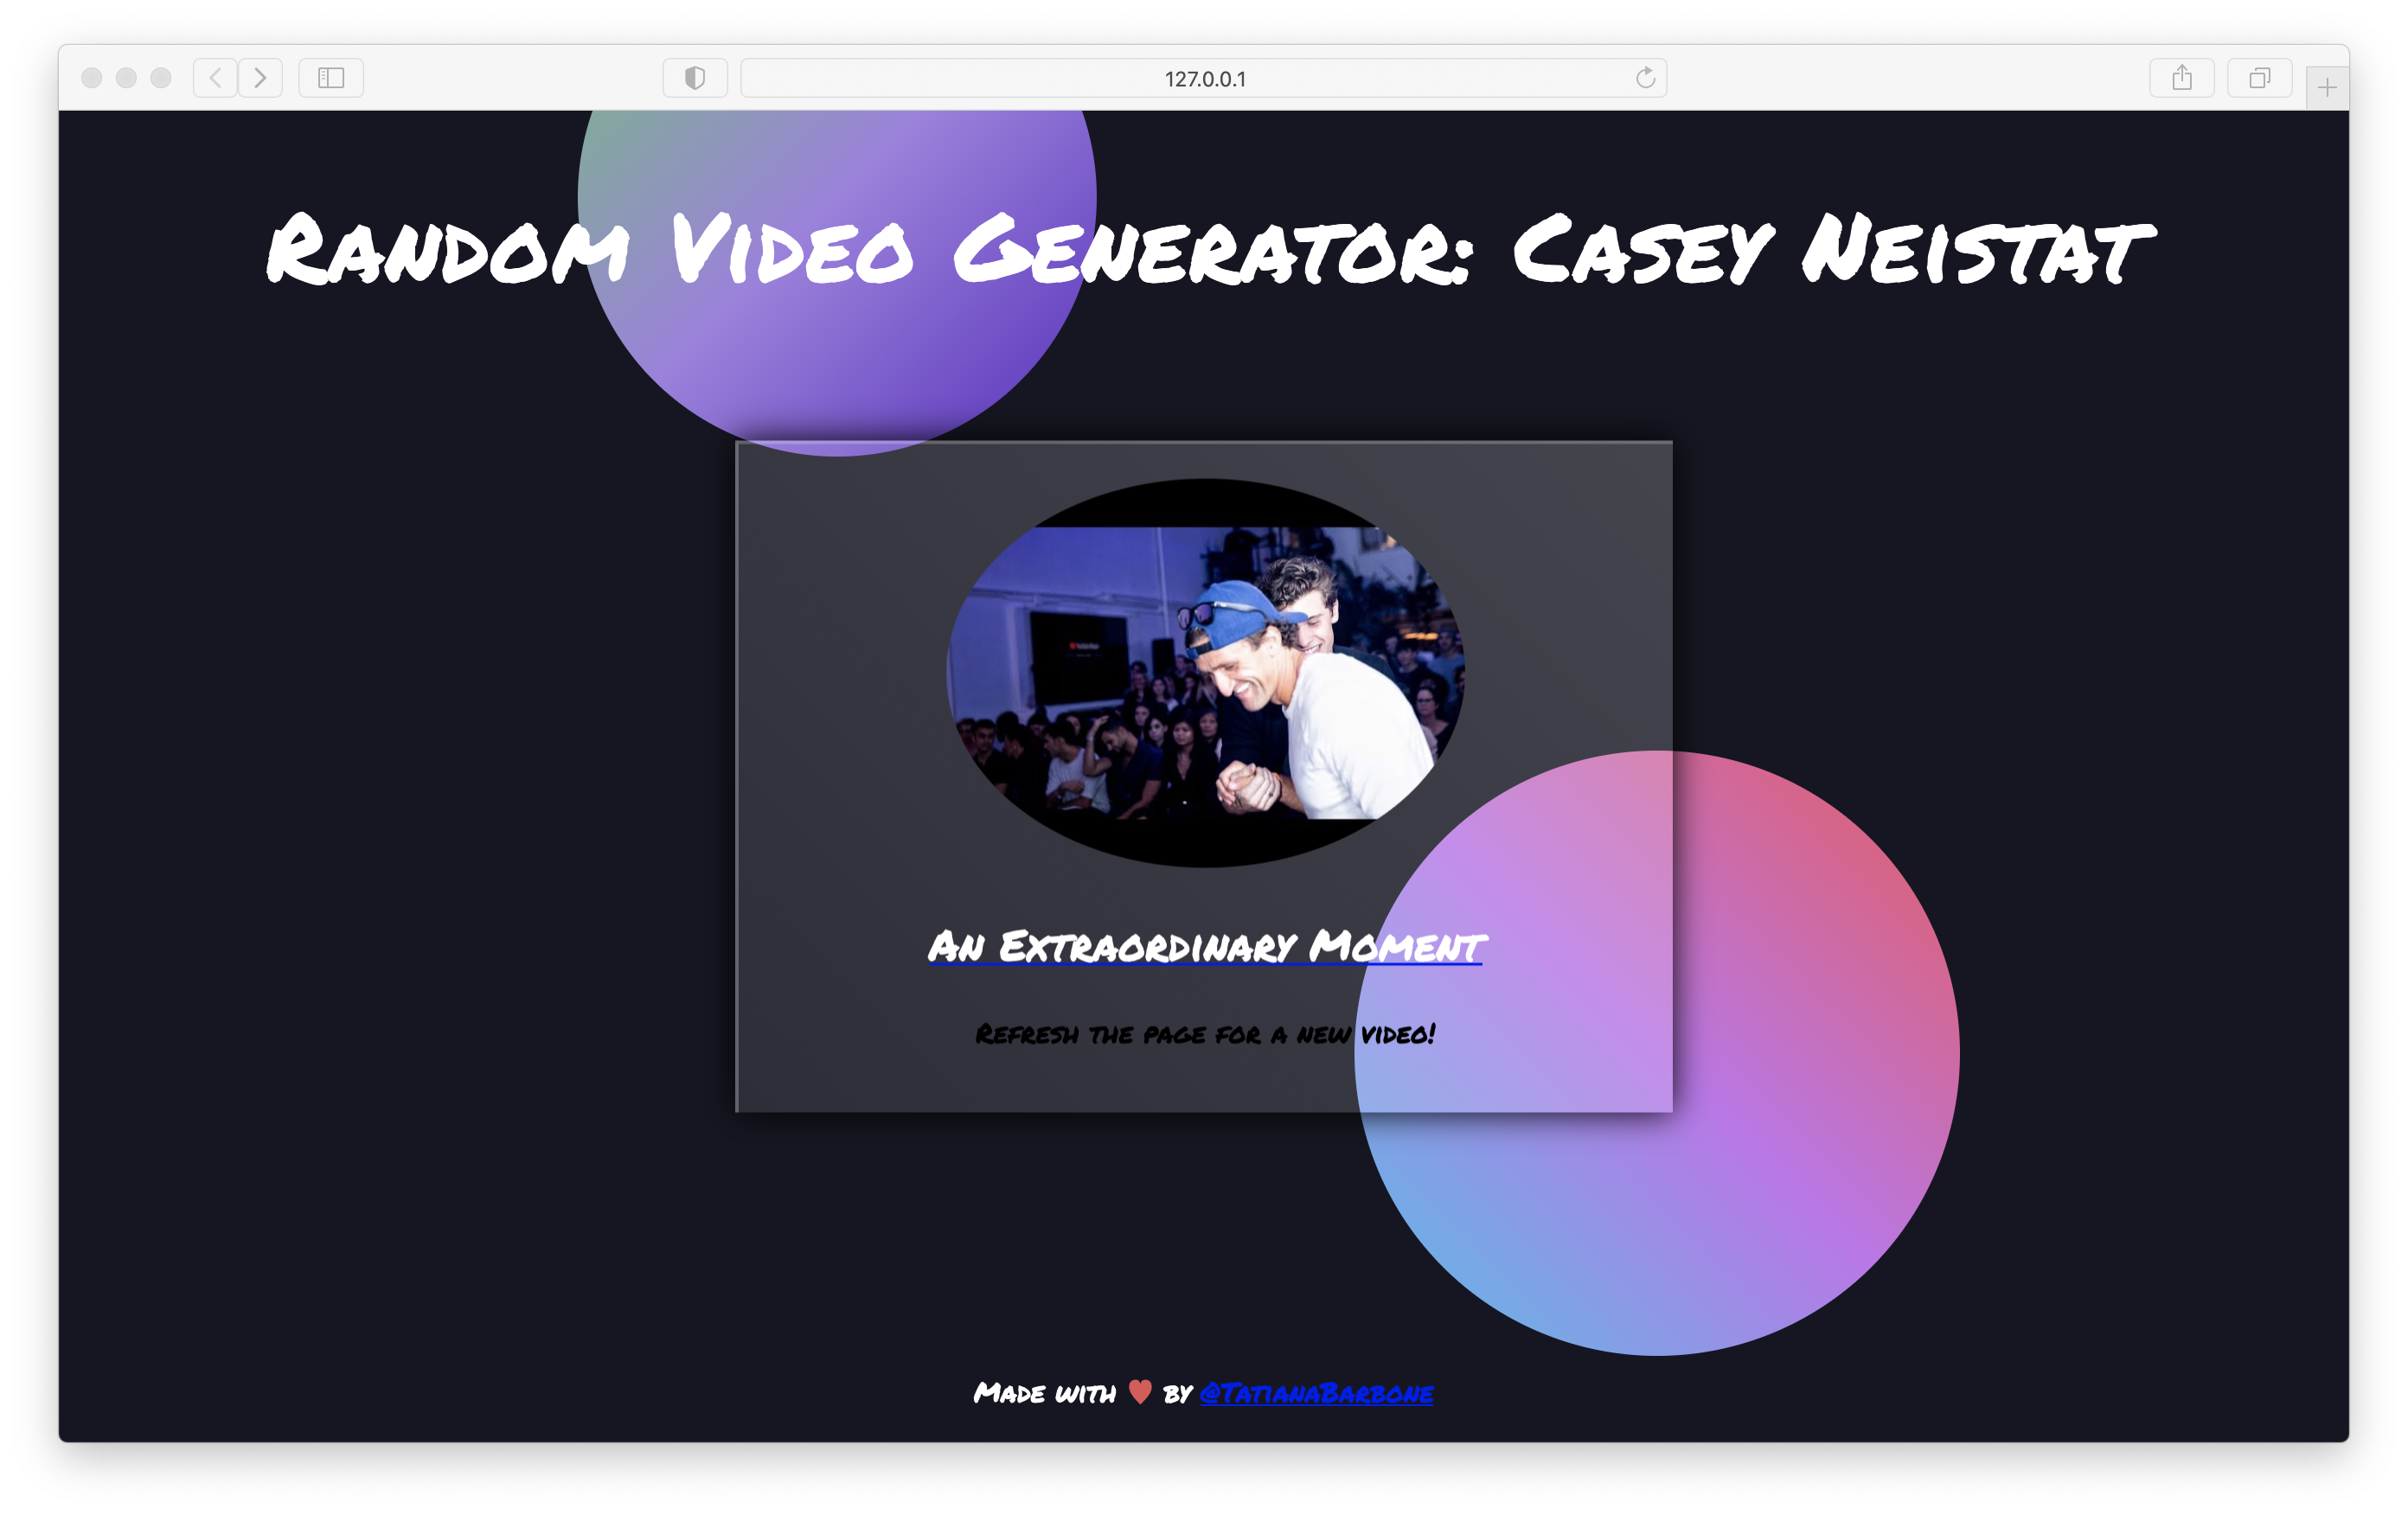 127.0.0.1
Random Video Generator: Casey Neistat
An Extraordinary Moment
Refresh the page for a new video!
Made with ♥ by @TatianaBarbone